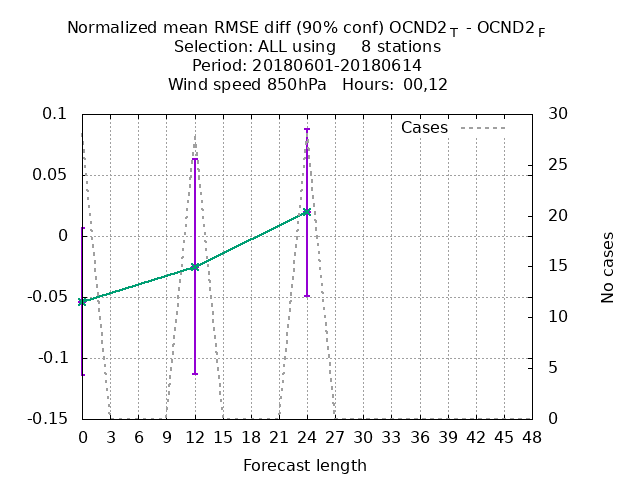 Normalized mean RMSE diff (90% conf) OCND2 T - OCND2 F
Selection: ALL using     8 stations
Period: 20180601-20180614
Wind speed 850hPa   Hours:  00,12
Cases
0.1
0.05
0
-0.05
-0.1
-0.15
30
25
20
15
10
5
0
No cases
0 3 6 9 12 15 18 21 24 27 30 33 36 39 42 45 48
Forecast length